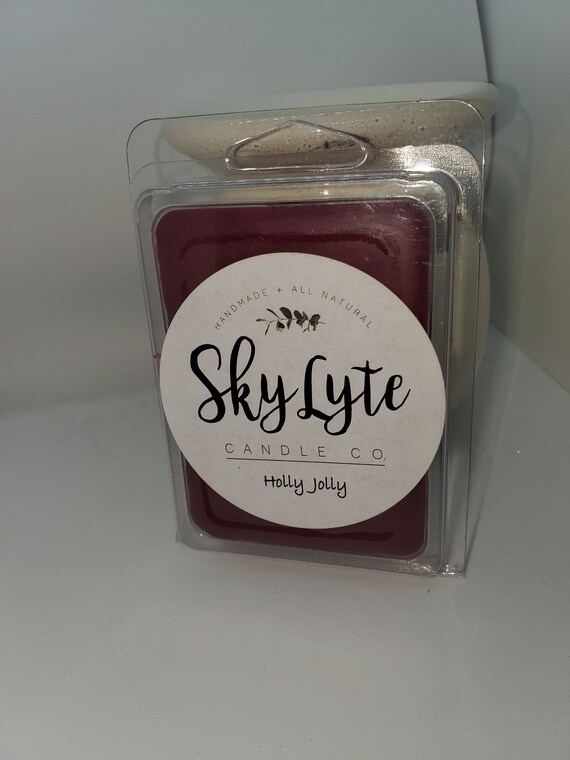 HANDMADE + ALL NATURAL
SkyLyte
CANDLE CO.
Holly Jolly